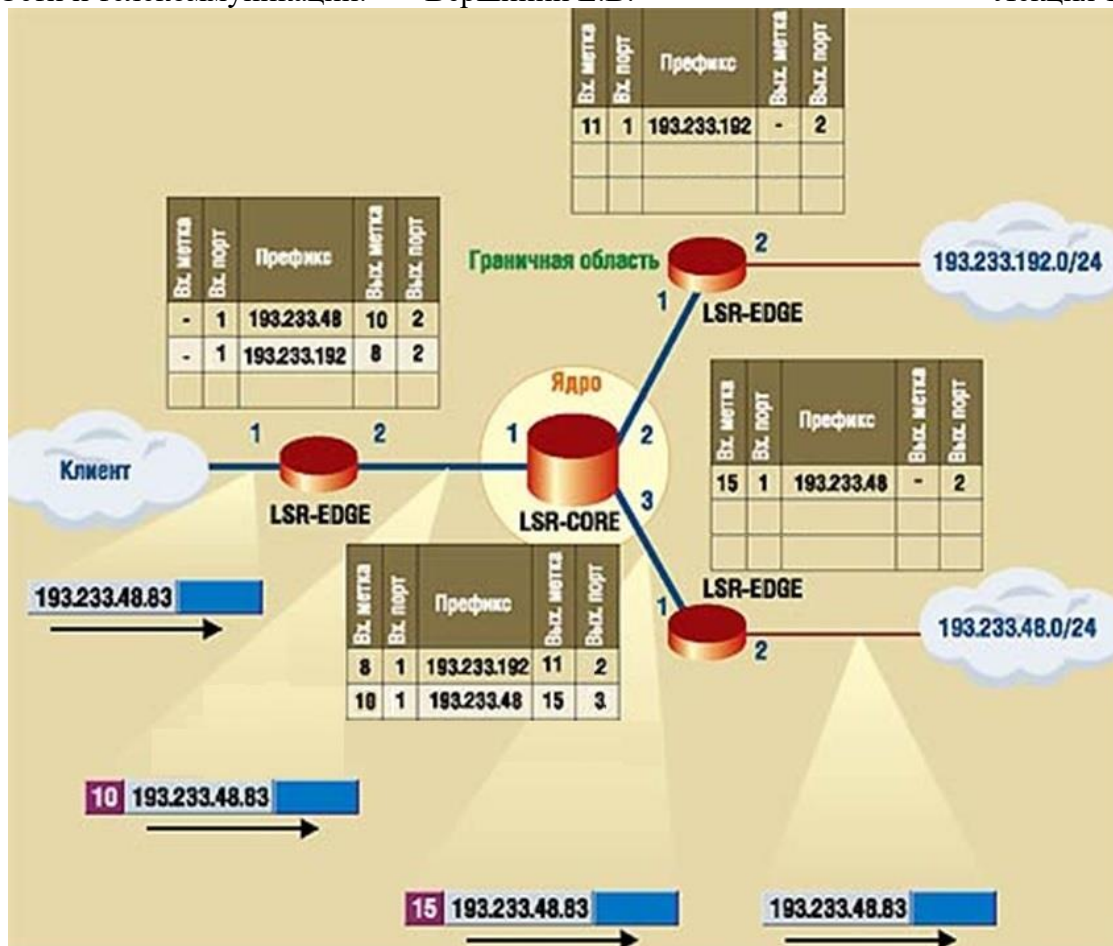 Вх. метка Вх. порт Префикс Вых. метка Вых. порт
11 1 193.233.192 - 2
Вх. метка Вх. порт Префикс Вых. метка Вых. порт
- 1 193.233.48 10 2
- 1 193.233.192 8 2
Граничная область
2
1
LSR-EDGE
193.233.192.0/24
Клиент
1
2
LSR-EDGE
Ядро
1
2
3
LSR-CORE
Вх. метка Вх. порт Префикс Вых. метка Вых. порт
15 1 193.233.48 - 2
Вх. метка Вх. порт Префикс Вых. метка Вых. порт
8 1 193.233.192 11 2
10 1 193.233.48 15 3
LSR-EDGE
1
2
193.233.48.0/24
193.233.48.83
10 193.233.48.83
15 193.233.48.83
193.233.48.83